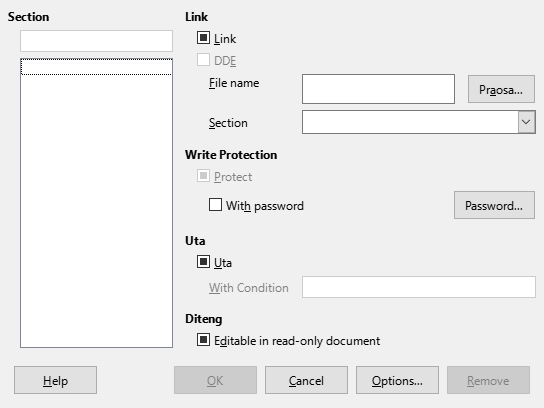 Section
Link
Link
DDE
File name
Praosa...
Section
Write Protection
Protect
With password
Password...
Uta
Uta
With Condition
Diteng
Editable in read-only document
Help
OK
Cancel
Options...
Remove